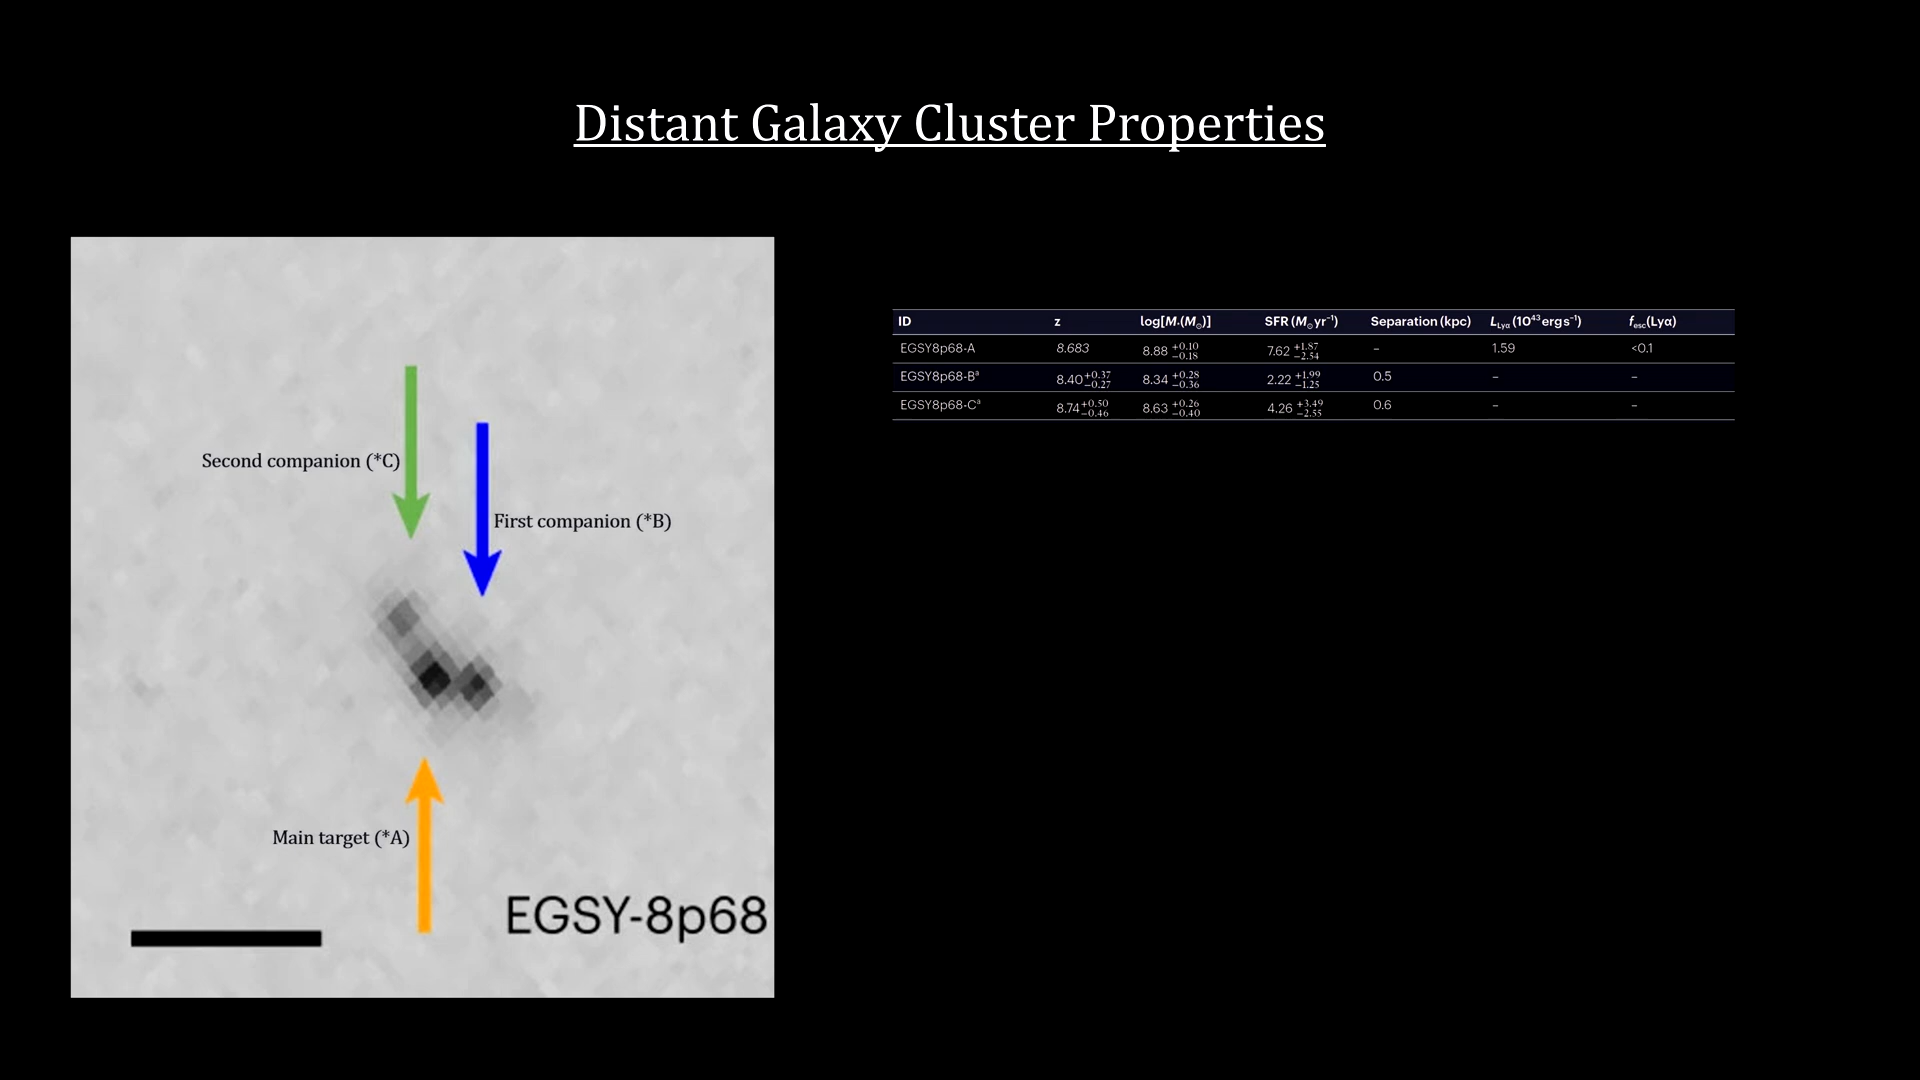 Distant Galaxy Cluster Properties
Second companion (*C)
First companion (*B)
Main target (*A)
EGSY-8p68
ID z log[M*(M☉)] SFR (M☉ yr⁻¹) Separation (kpc) L_Lyα (10⁴³ erg s⁻¹) f_esc(Lyα)
EGSY8p68-A 8.683 8.88 +0.10 −0.18 7.62 +1.87 −2.54 – 1.59 <0.1
EGSY8p68-Bᵃ 8.40 +0.37 −0.27 8.34 +0.28 −0.36 2.22 +1.99 −1.25 0.5 – –
EGSY8p68-Cᵃ 8.74 +0.50 −0.46 8.63 +0.26 −0.40 4.26 +3.49 −2.55 0.6 – –